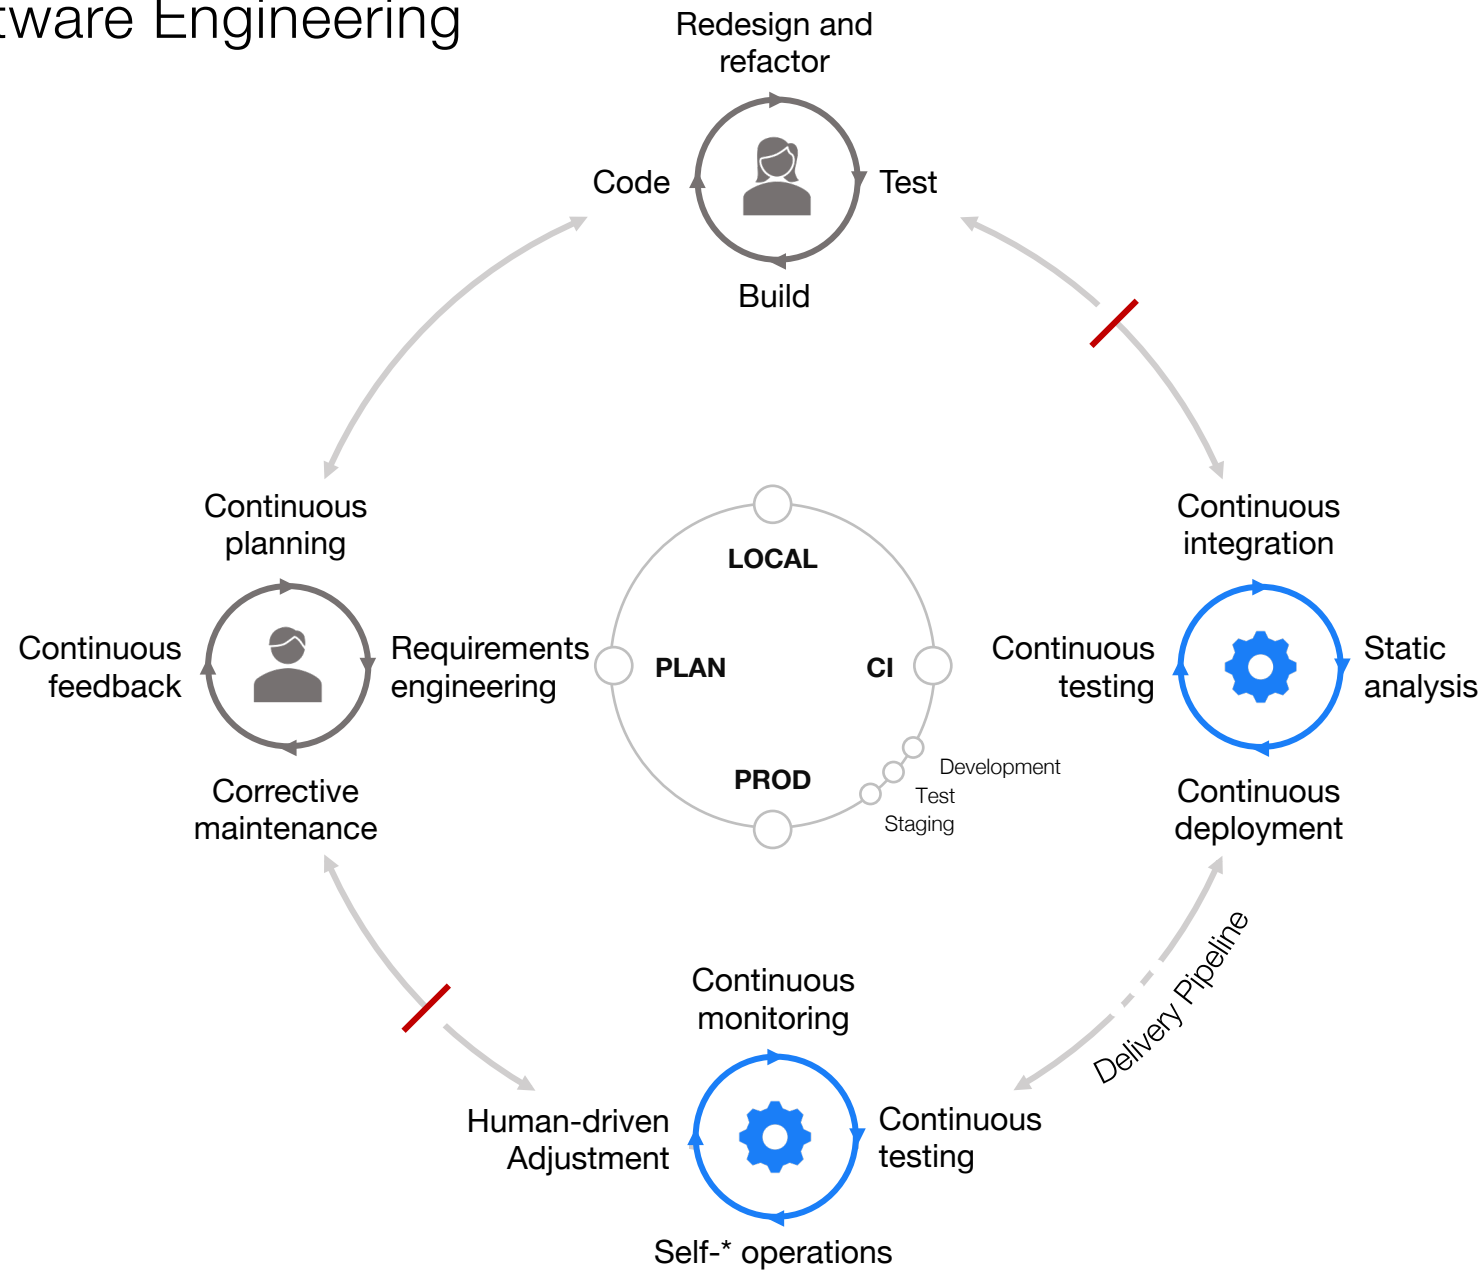 tware Engineering
Redesign and
refactor
Code
Test
Build
Continuous
planning
Continuous
feedback
Requirements
engineering
Corrective
maintenance
LOCAL
PLAN
CI
PROD
Development
Test
Staging
Continuous
integration
Continuous
testing
Static
analysis
Continuous
deployment
Delivery Pipeline
Continuous
monitoring
Human-driven
Adjustment
Continuous
testing
Self-* operations